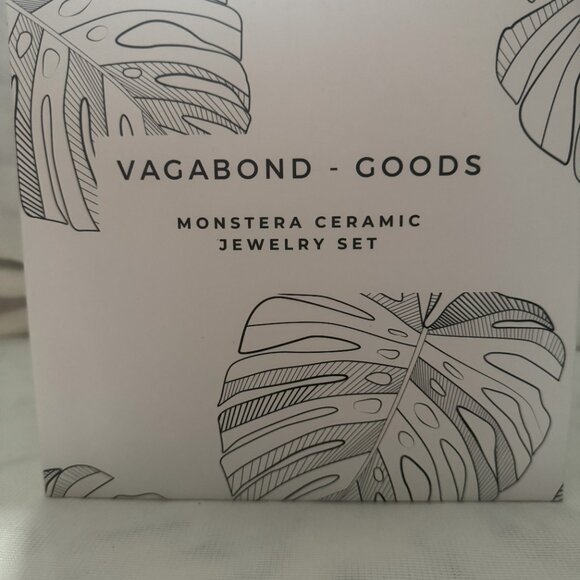 VAGABOND - GOODS
MONSTERA CERAMIC
JEWELRY SET